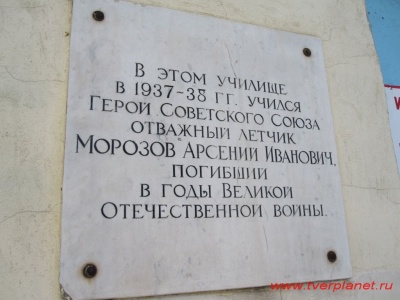 В ЭТОМ УЧИЛИЩЕ
В 1937-38 ГГ. УЧИЛСЯ
ГЕРОЙ СОВЕТСКОГО СОЮЗА
ОТВАЖНЫЙ ЛЕТЧИК
МОРОЗОВ АРСЕНИЙ ИВАНОВИЧ,
ПОГИБШИЙ
В ГОДЫ ВЕЛИКОЙ
ОТЕЧЕСТВЕННОЙ ВОЙНЫ.
www.tverplanet.ru